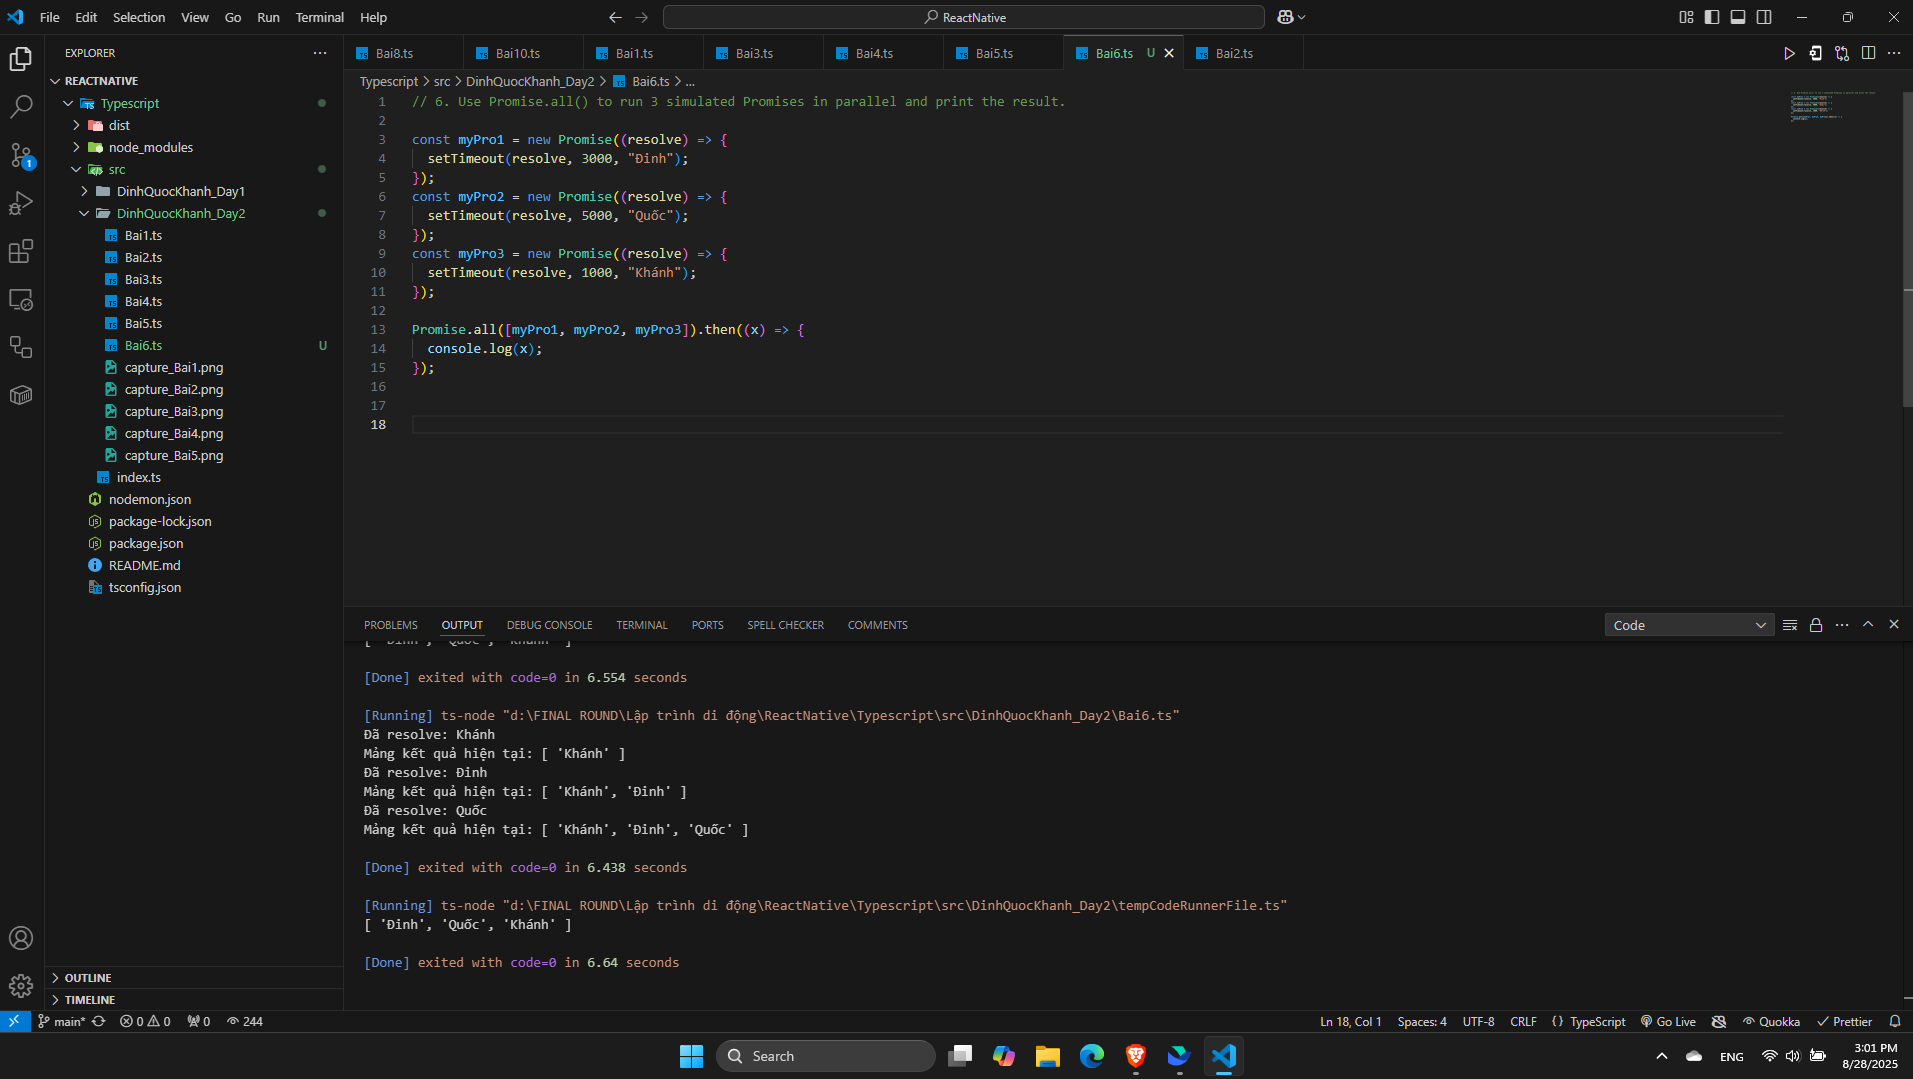 File Edit Selection View Go Run Terminal Help
ReactNative
EXPLORER
REACTNATIVE
Typescript
dist
node_modules
src
DinhQuocKhanh_Day1
DinhQuocKhanh_Day2
Bai1.ts
Bai2.ts
Bai3.ts
Bai4.ts
Bai5.ts
Bai6.ts U
capture_Bai1.png
capture_Bai2.png
capture_Bai3.png
capture_Bai4.png
capture_Bai5.png
index.ts
nodemon.json
package-lock.json
package.json
README.md
tsconfig.json
OUTLINE
TIMELINE
Bai8.ts Bai10.ts Bai1.ts Bai3.ts Bai4.ts Bai5.ts Bai6.ts U Bai2.ts
Typescript > src > DinhQuocKhanh_Day2 > Bai6.ts > ...
1 // 6. Use Promise.all() to run 3 simulated Promises in parallel and print the result.
2
3 const myPro1 = new Promise((resolve) => {
4 setTimeout(resolve, 3000, "Đinh");
5 });
6 const myPro2 = new Promise((resolve) => {
7 setTimeout(resolve, 5000, "Quốc");
8 });
9 const myPro3 = new Promise((resolve) => {
10 setTimeout(resolve, 1000, "Khánh");
11 });
12
13 Promise.all([myPro1, myPro2, myPro3]).then((x) => {
14 console.log(x);
15 });
16
17
18
PROBLEMS OUTPUT DEBUG CONSOLE TERMINAL PORTS SPELL CHECKER COMMENTS
Code
[ 'Đinh', 'Quốc', 'Khánh' ]
[Done] exited with code=0 in 6.554 seconds
[Running] ts-node "d:\FINAL ROUND\Lập trình di động\ReactNative\Typescript\src\DinhQuocKhanh_Day2\Bai6.ts"
Đã resolve: Khánh
Mảng kết quả hiện tại: [ 'Khánh' ]
Đã resolve: Đinh
Mảng kết quả hiện tại: [ 'Khánh', 'Đinh' ]
Đã resolve: Quốc
Mảng kết quả hiện tại: [ 'Khánh', 'Đinh', 'Quốc' ]
[Done] exited with code=0 in 6.438 seconds
[Running] ts-node "d:\FINAL ROUND\Lập trình di động\ReactNative\Typescript\src\DinhQuocKhanh_Day2\tempCodeRunnerFile.ts"
[ 'Đinh', 'Quốc', 'Khánh' ]
[Done] exited with code=0 in 6.64 seconds
1
main* 0 0 0 244
Ln 18, Col 1 Spaces: 4 UTF-8 CRLF {} TypeScript Go Live Quokka Prettier
Search
ENG
3:01 PM
8/28/2025